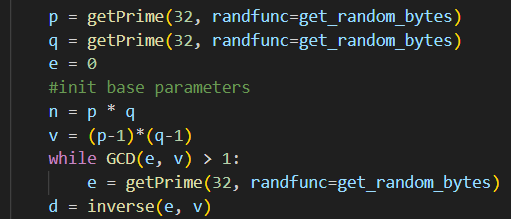 p = getPrime(32, randfunc=get_random_bytes)
q = getPrime(32, randfunc=get_random_bytes)
e = 0
#init base parameters
n = p * q
v = (p-1)*(q-1)
while GCD(e, v) > 1:
    e = getPrime(32, randfunc=get_random_bytes)
d = inverse(e, v)